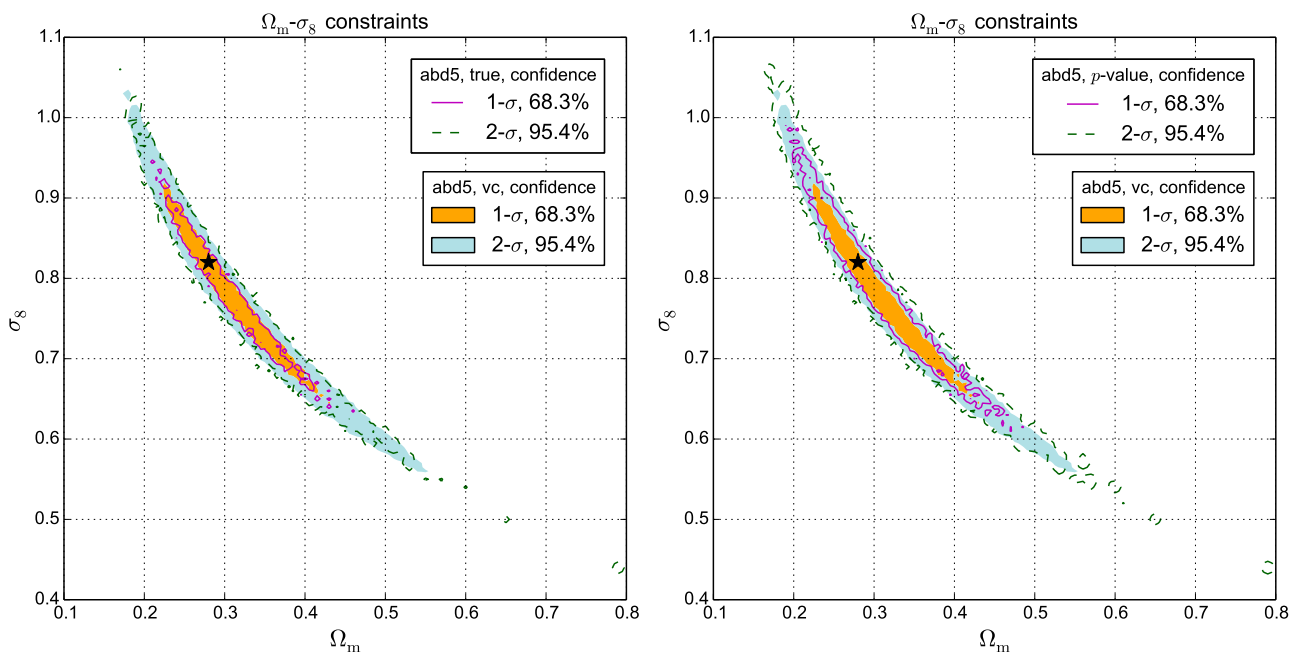 Ωm-σ8 constraints
1.1
1.0
0.9
0.8
0.7
0.6
0.5
0.4
σ8
abd5, true, confidence
1-σ, 68.3%
2-σ, 95.4%
abd5, vc, confidence
1-σ, 68.3%
2-σ, 95.4%
0.1 0.2 0.3 0.4 0.5 0.6 0.7 0.8
Ωm
Ωm-σ8 constraints
1.1
1.0
0.9
0.8
0.7
0.6
0.5
0.4
σ8
abd5, p-value, confidence
1-σ, 68.3%
2-σ, 95.4%
abd5, vc, confidence
1-σ, 68.3%
2-σ, 95.4%
0.1 0.2 0.3 0.4 0.5 0.6 0.7 0.8
Ωm